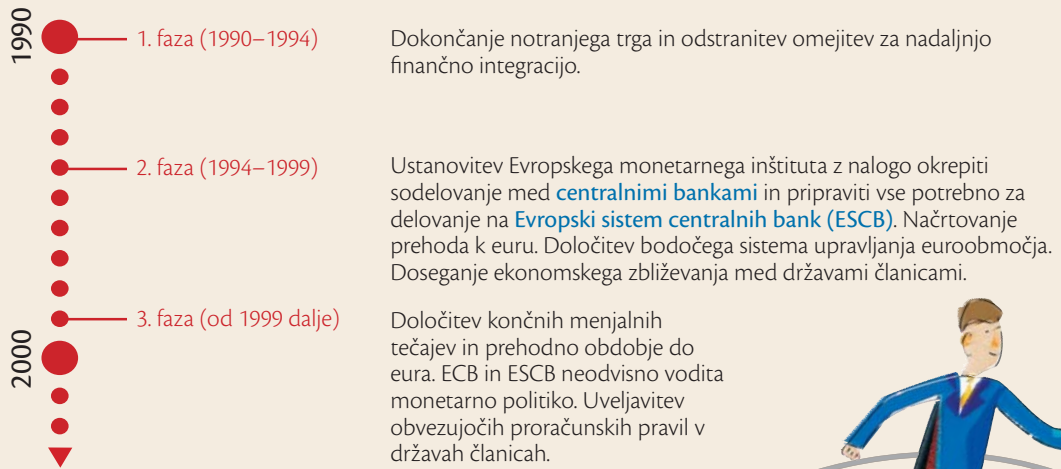 1990
1. faza (1990–1994)
Dokončanje notranjega trga in odstranitev omejitev za nadaljnjo
finančno integracijo.
2. faza (1994–1999)
Ustanovitev Evropskega monetarnega inštituta z nalogo okrepiti
sodelovanje med centralnimi bankami in pripraviti vse potrebno za
delovanje na Evropski sistem centralnih bank (ESCB). Načrtovanje
prehoda k euru. Določitev bodočega sistema upravljanja euroobmočja.
Doseganje ekonomskega zbliževanja med državami članicami.
3. faza (od 1999 dalje)
Določitev končnih menjalnih
tečajev in prehodno obdobje do
eura. ECB in ESCB neodvisno vodita
monetarno politiko. Uveljavitev
obvezujočih proračunskih pravil v
državah članicah.
2000